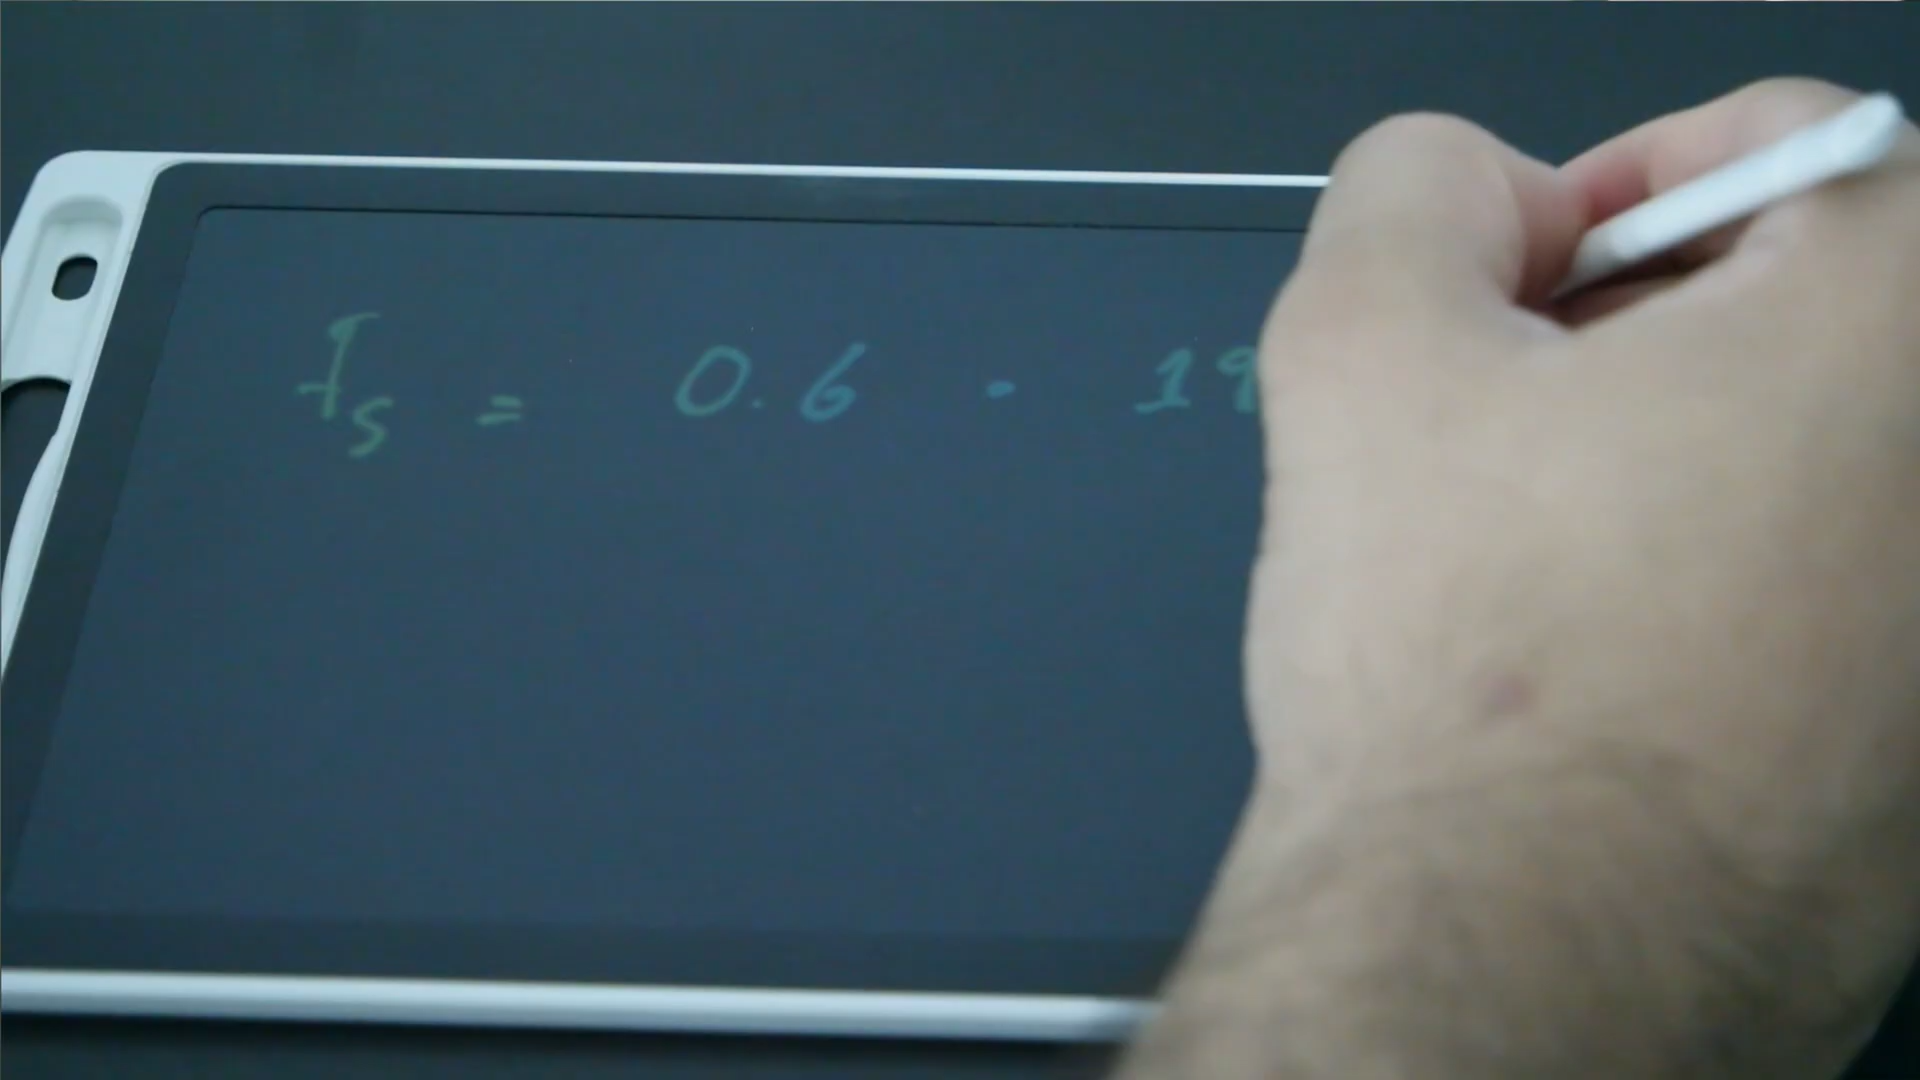 fs = 0.6 · 19